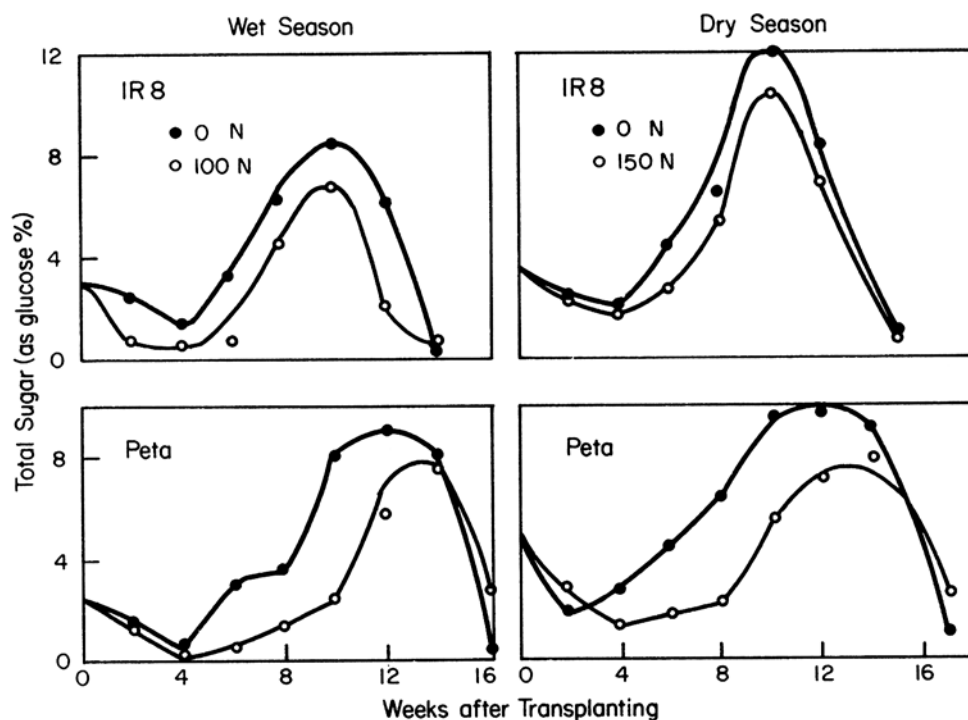 Wet Season
Dry Season
12
8
4
0
IR8
● 0 N
○ 100 N
IR8
● 0 N
○ 150 N
Total Sugar (as glucose %)
8
4
0
Peta
Peta
0 4 8 12 16
0 4 8 12 16
Weeks after Transplanting